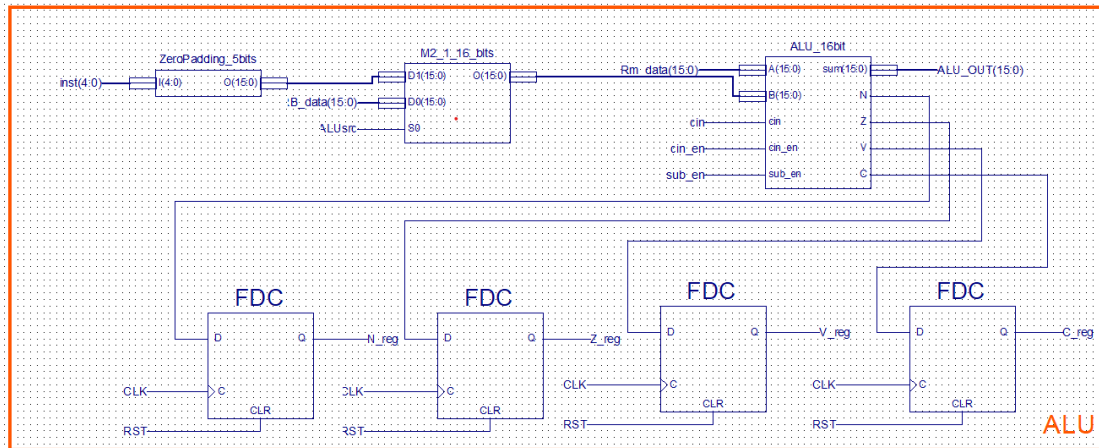 ZeroPadding_5bits
inst(4:0)
I(4:0)
O(15:0)
M2_1_16_bits
D1(15:0)
O(15:0)
:B_data(15:0)
D0(15:0)
ALUsrc
S0
ALU_16bit
Rm_data(15:0)
A(15:0)
sum(15:0)
ALU_OUT(15:0)
B(15:0)
N
cin
cin
Z
cin_en
cin_en
V
sub_en
sub_en
C
FDC
D
Q
N_reg
CLK
C
CLR
RST
FDC
D
Q
Z_reg
CLK
C
CLR
RST
FDC
D
Q
V_reg
CLK
C
CLR
RST
FDC
D
Q
C_reg
CLK
C
CLR
RST
ALU